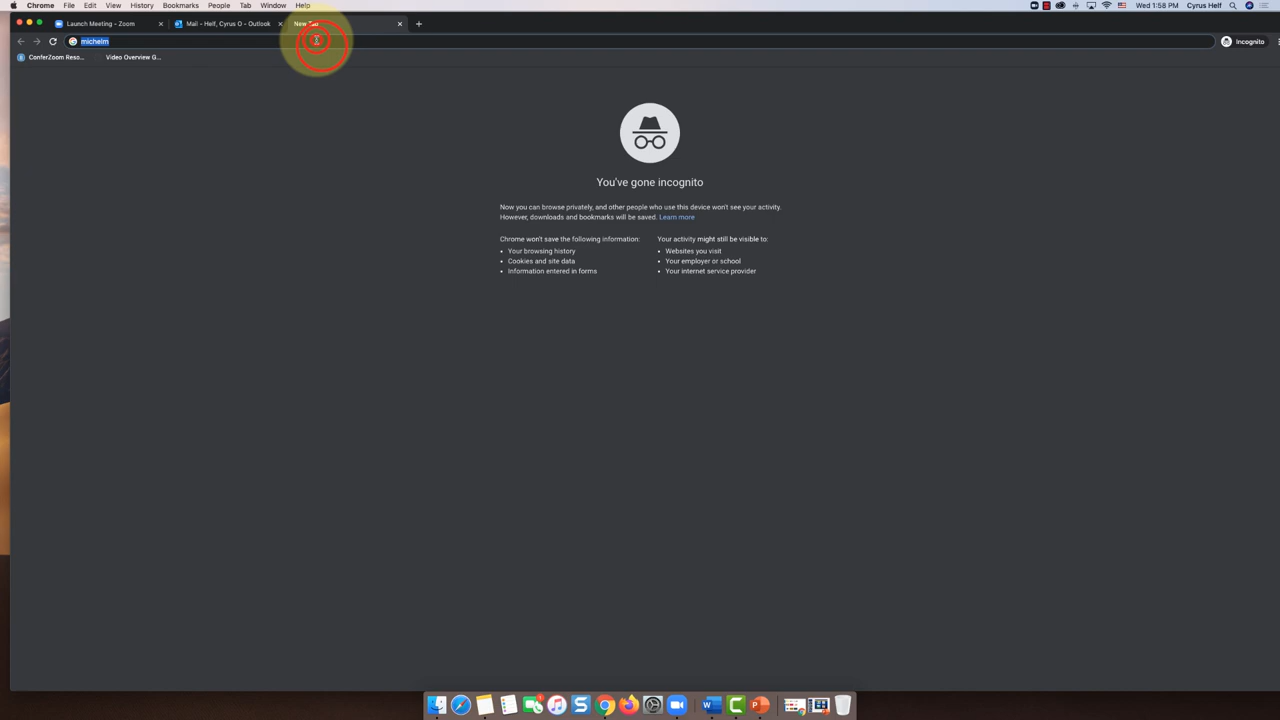 Chrome File Edit View History Bookmarks People Tab Window Help
Wed 1:58 PM Cyrus Helf
Launch Meeting - Zoom
Mail - Helf, Cyrus O - Outlook
New
michelm
Incognito
ConferZoom Reso...
Video Overview G...
You've gone incognito
Now you can browse privately, and other people who use this device won't see your activity.
However, downloads and bookmarks will be saved. Learn more
Chrome won't save the following information:
• Your browsing history
• Cookies and site data
• Information entered in forms
Your activity might still be visible to:
• Websites you visit
• Your employer or school
• Your internet service provider